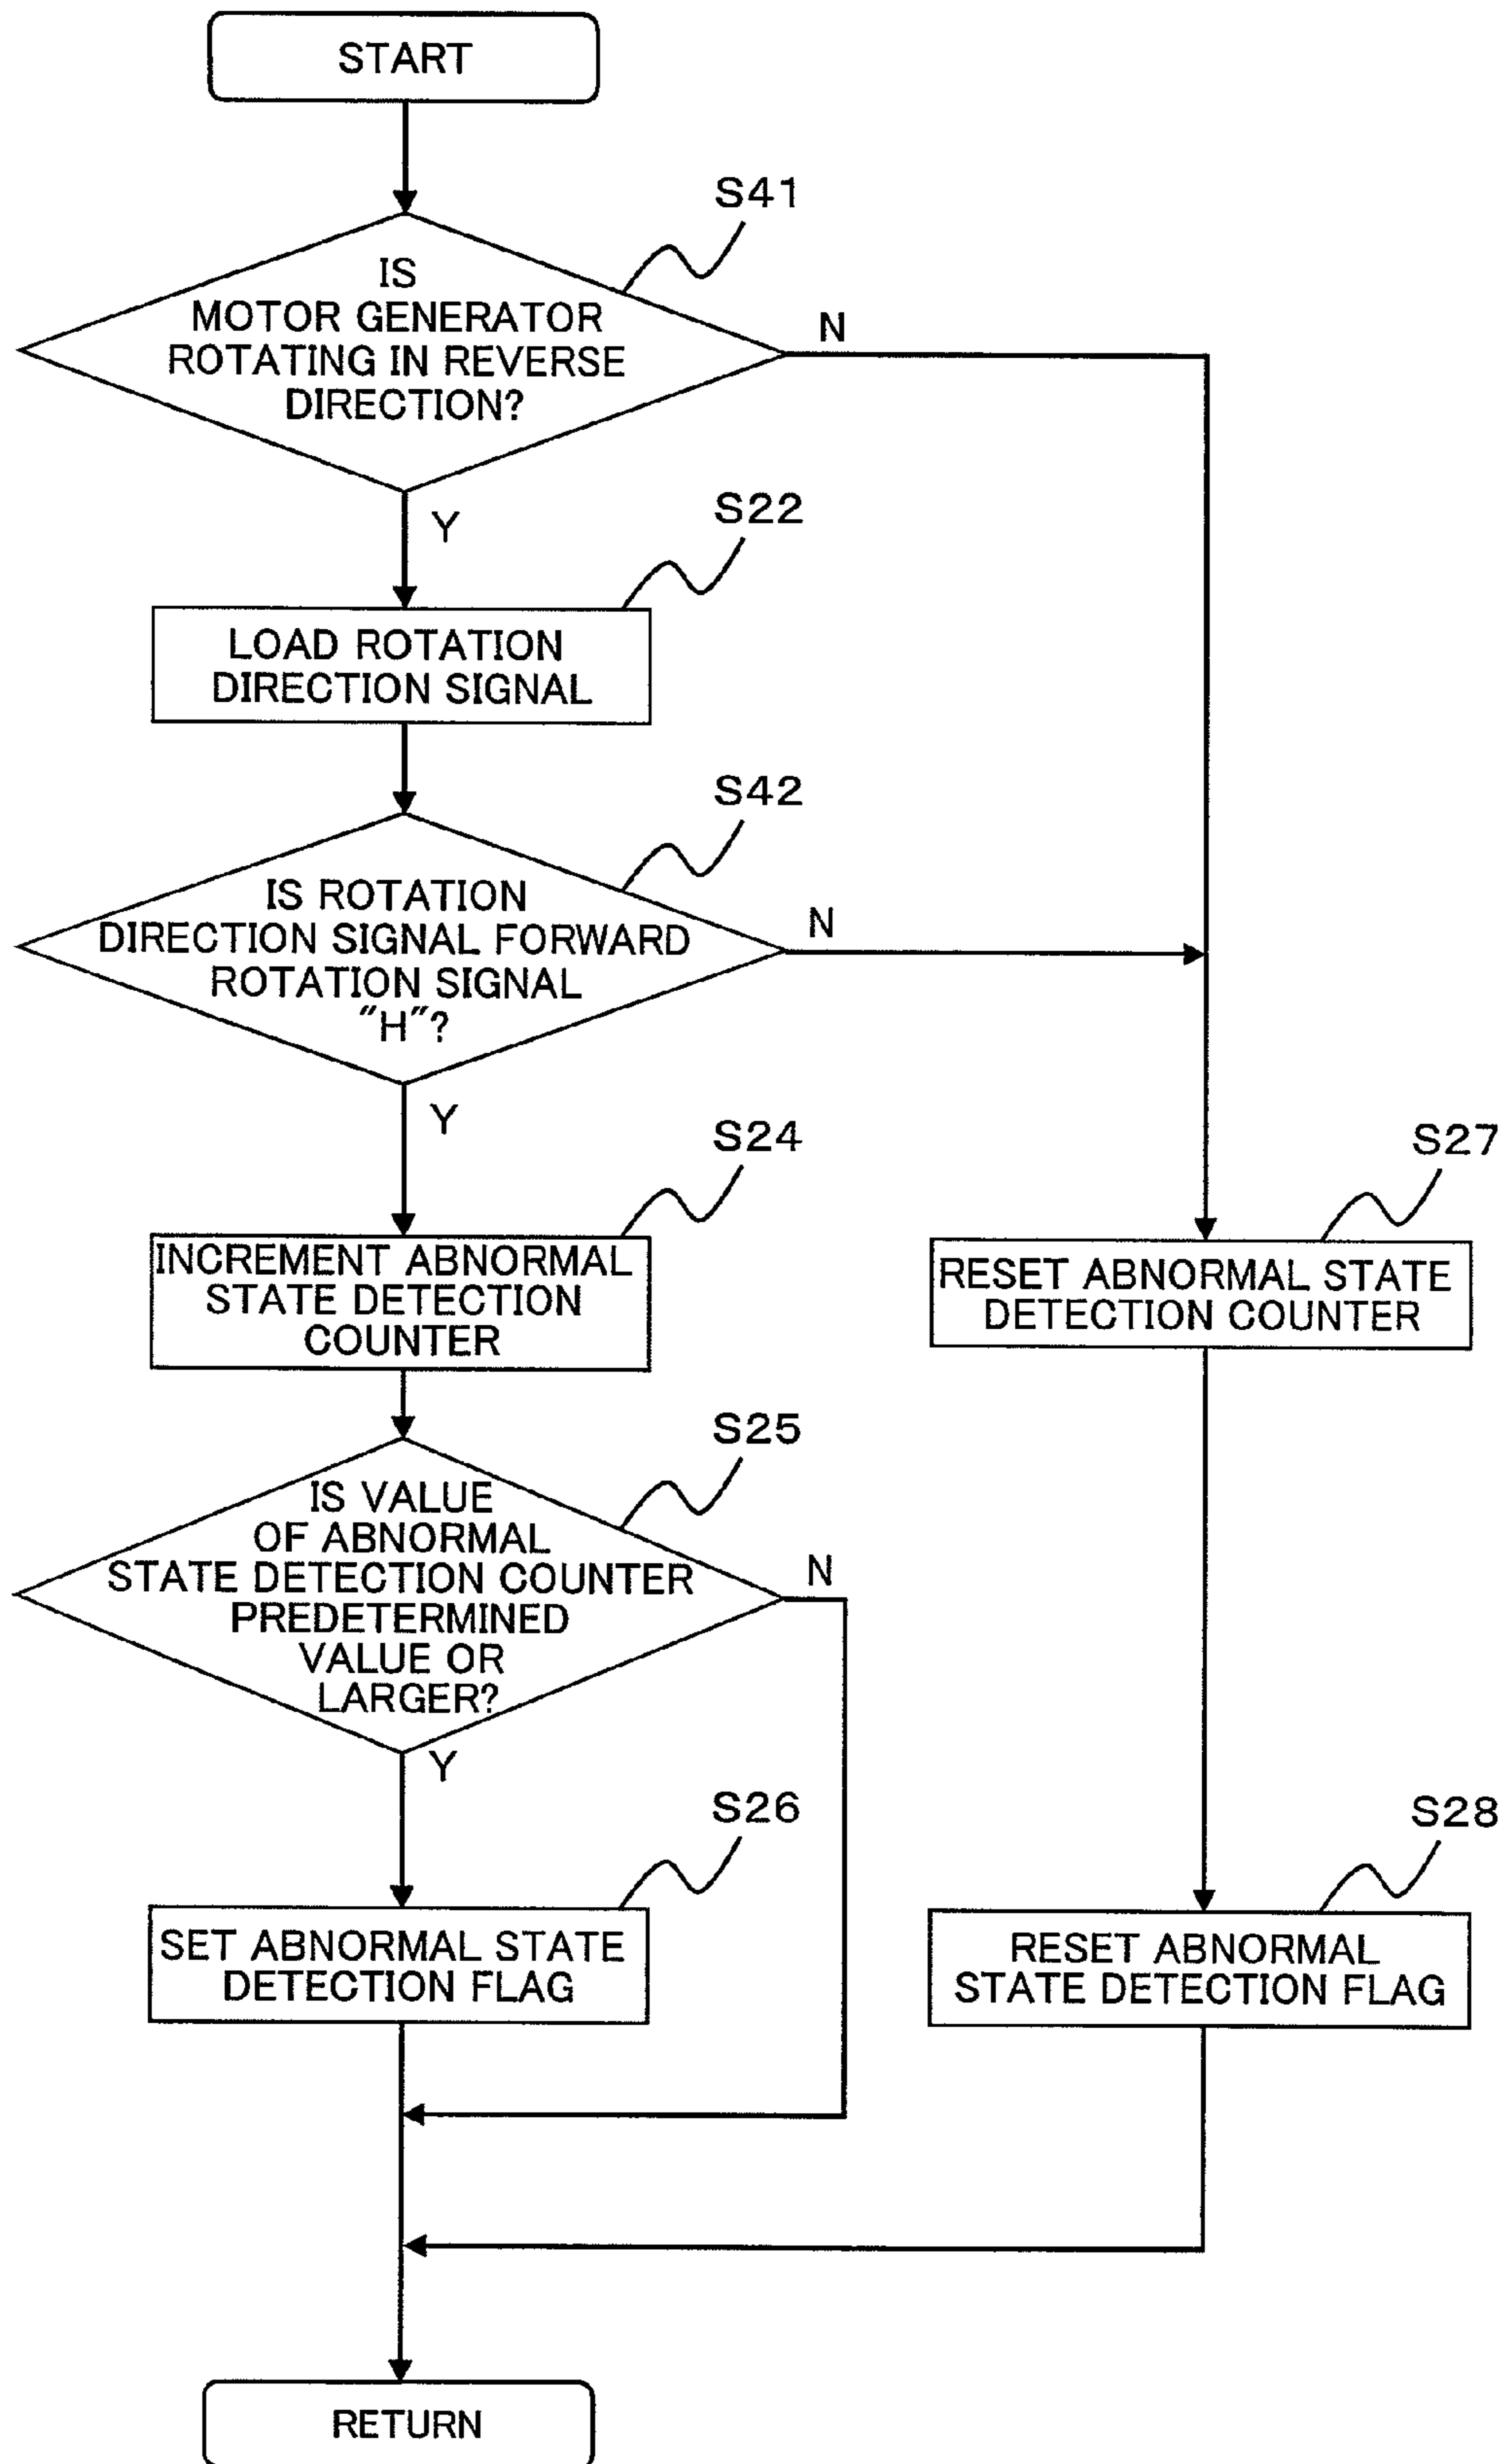 START
S41
IS
MOTOR GENERATOR
ROTATING IN REVERSE
DIRECTION?
N
Y
S22
LOAD ROTATION
DIRECTION SIGNAL
S42
IS ROTATION
DIRECTION SIGNAL FORWARD
ROTATION SIGNAL
"H"?
N
Y
S24
INCREMENT ABNORMAL
STATE DETECTION
COUNTER
S27
RESET ABNORMAL STATE
DETECTION COUNTER
S25
IS VALUE
OF ABNORMAL
STATE DETECTION COUNTER
PREDETERMINED
VALUE OR
LARGER?
N
Y
S26
SET ABNORMAL STATE
DETECTION FLAG
S28
RESET ABNORMAL
STATE DETECTION FLAG
RETURN